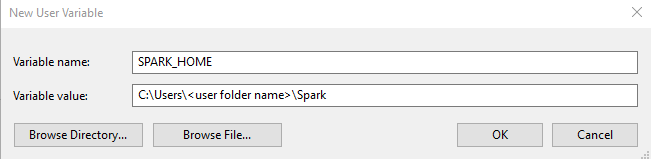 New User Variable
Variable name: SPARK_HOME
Variable value: C:\Users\<user folder name>\Spark
Browse Directory... Browse File... OK Cancel